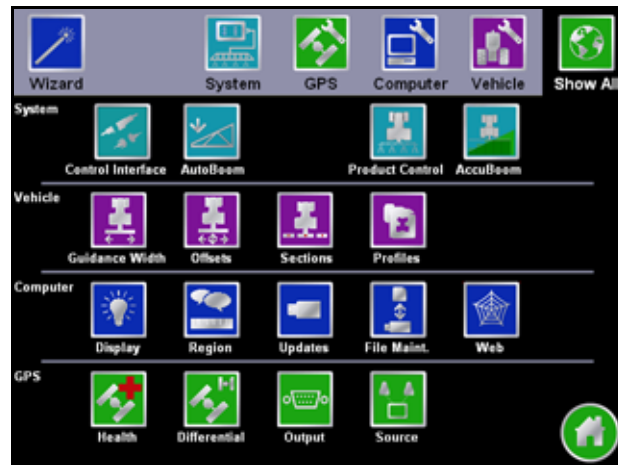 Wizard System GPS Computer Vehicle Show All
System
Control Interface AutoBoom Product Control AccuBoom
Vehicle
Guidance Width Offsets Sections Profiles
Computer
Display Region Updates File Maint. Web
GPS
Health Differential Output Source